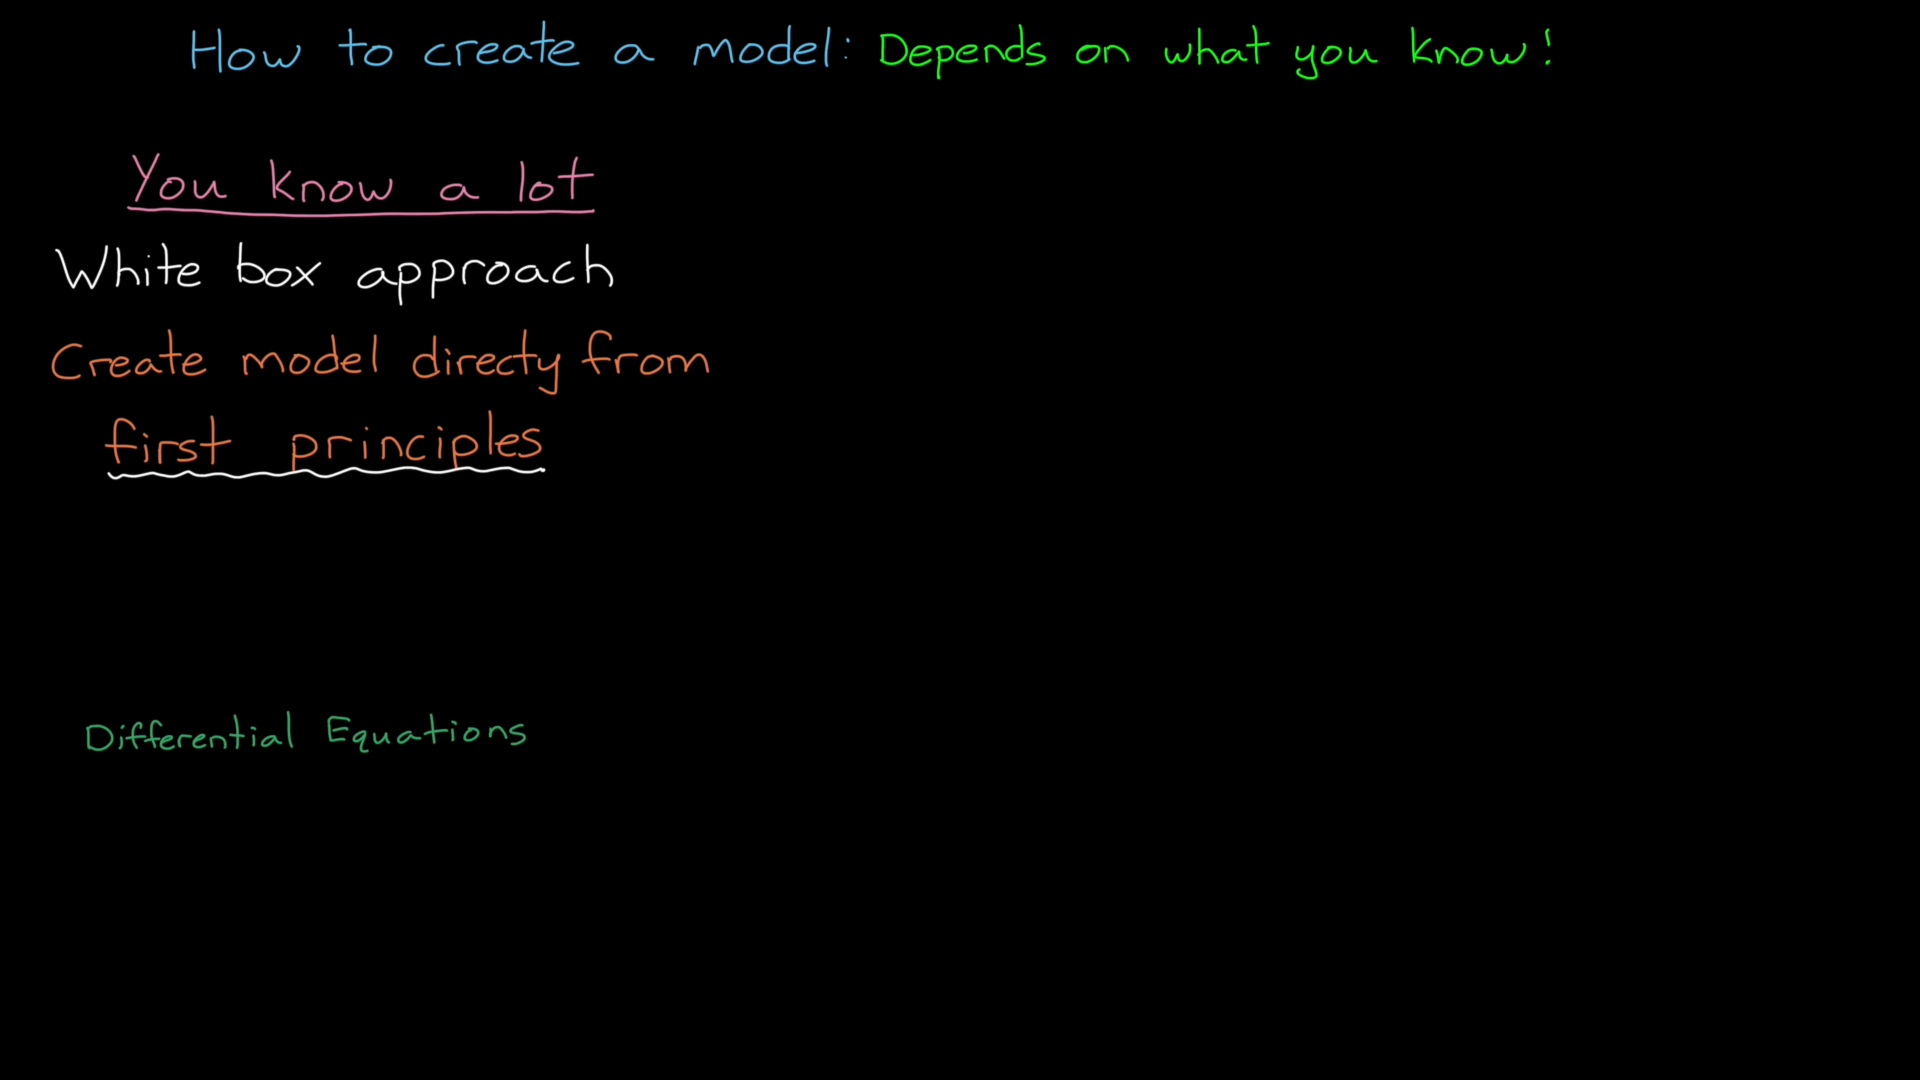 How to create a model: Depends on what you know!
You know a lot
White box approach
Create model directy from
first principles
Differential Equations